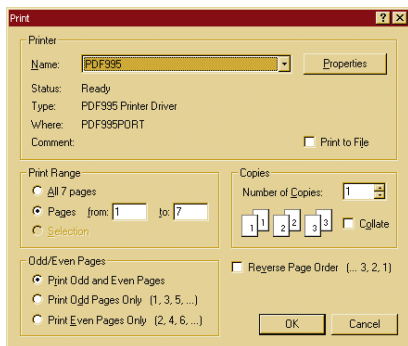 Print
Printer
Name: PDF995 Properties
Status: Ready
Type: PDF995 Printer Driver
Where: PDF995PORT
Comment: Print to File
Print Range
All 7 pages
Pages from: 1 to: 7
Selection
Copies
Number of Copies: 1
1 1 2 2 3 3 Collate
Odd/Even Pages
Print Odd and Even Pages
Print Odd Pages Only (1, 3, 5, ...)
Print Even Pages Only (2, 4, 6, ...)
Reverse Page Order (... 3, 2, 1)
OK Cancel